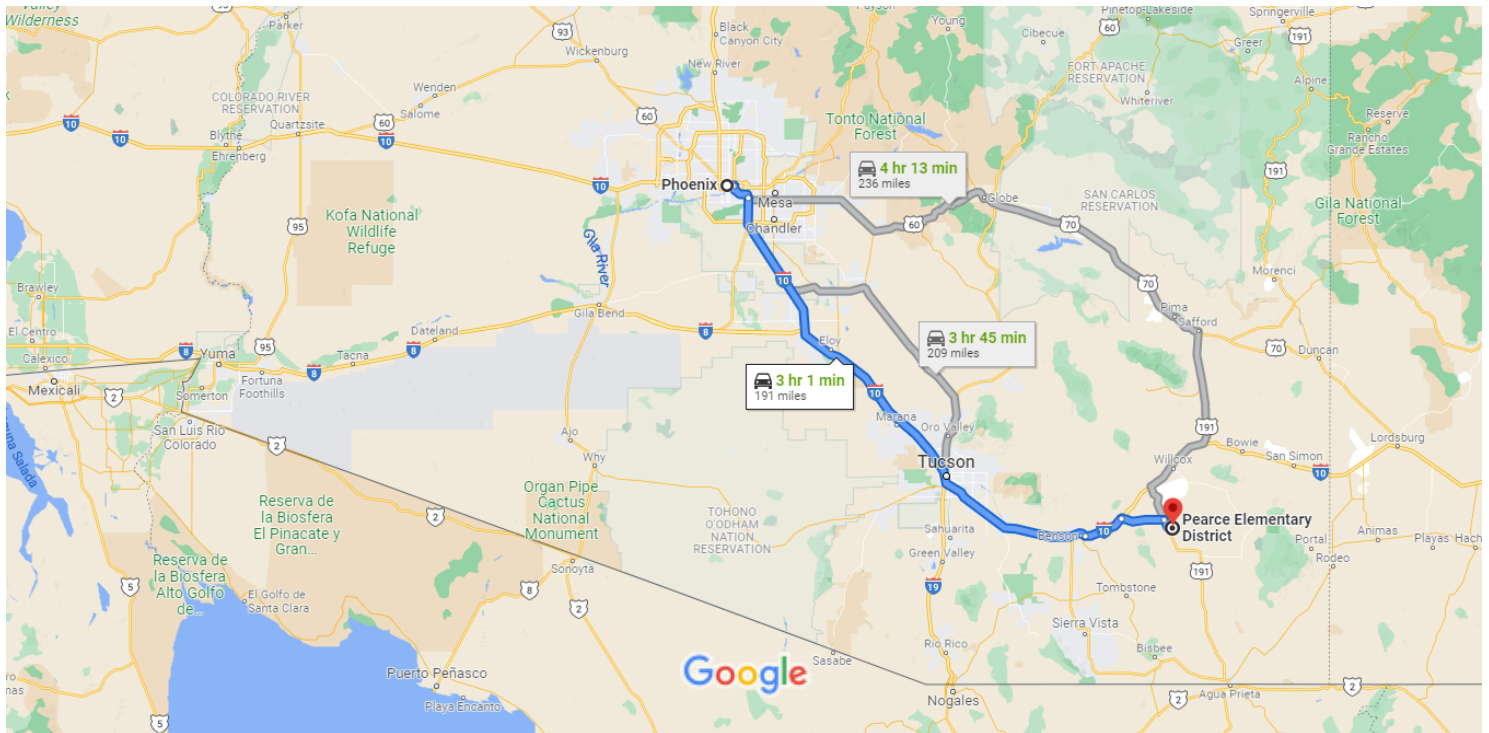 Valley
Wilderness
Parker
95
93
Wickenburg
Black
Canyon City
New River
Payson
Young
Cibecue
Pinetop-Lakeside
60
Springerville
191
Greer
COLORADO RIVER
RESERVATION
Wenden
Salome
60
60
FORT APACHE
RESERVATION
Whiteriver
Alpine
Reserve
Rancho
Grande Estates
10
10
Blythe
Ehrenberg
Quartzsite
10
Tonto National
Forest
4 hr 13 min
236 miles
191
10
Phoenix
Mesa
Chandler
Globe
60
70
SAN CARLOS
RESERVATION
Gila National
Forest
Kofa National
Wildlife
Refuge
95
Gila River
10
Morenci
70
Brawley
Pima
Safford
El Centro
Calexico
8
Yuma
95
Tacna
8
8
Dateland
Gila Bend
8
Eloy
3 hr 45 min
209 miles
70
Duncan
Mexicali
2
Somerton
Fortuna
Foothills
3 hr 1 min
191 miles
10
San Luis Rio
Colorado
2
Laguna Salada
Ajo
Why
Marana
Oro Valley
Tucson
191
Bowie
San Simon
10
Lordsburg
Willcox
Reserva de
la Biosfera
El Pinacate y
Gran...
2
Organ Pipe
Cactus
National
Monument
TOHONO
O'ODHAM
NATION
RESERVATION
Sahuarita
Green Valley
Benson
10
Pearce Elementary
District
Portal
Rodeo
Animas
Playas
Hach
Reserva de
la Biosfera
Alto Golfo
de...
5
El Golfo de
Santa Clara
Sonoyta
8
2
19
191
Tombstone
Sierra Vista
Bisbee
Rio Rico
Sasabe
Google
Puerto Peñasco
Playa Encanto
Nogales
2
Agua Prieta
2
5